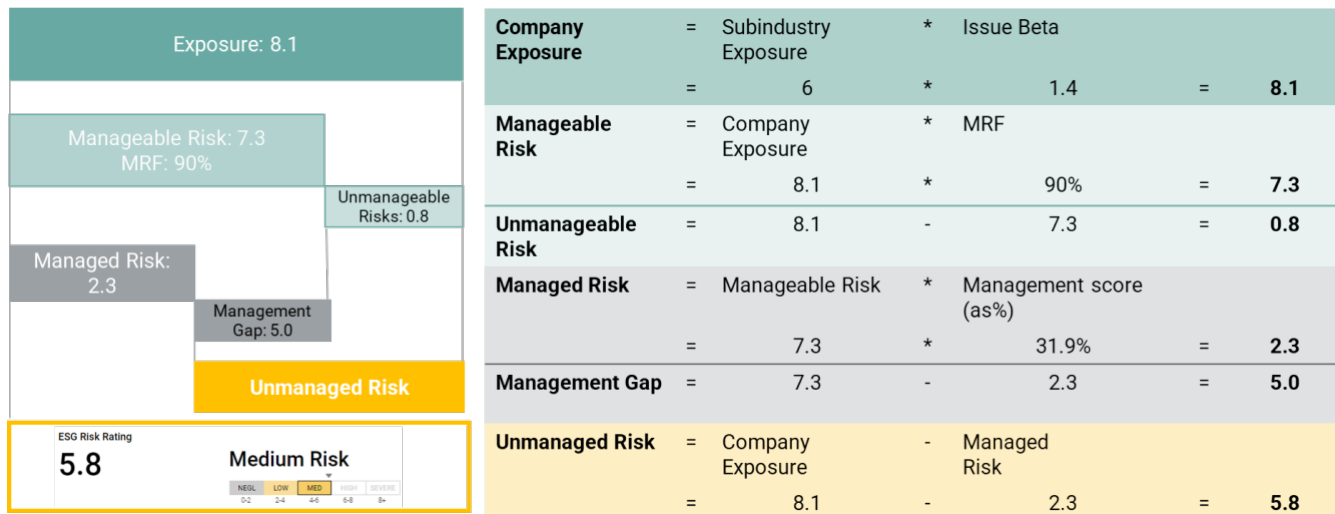 Exposure: 8.1
Manageable Risk: 7.3
MRF: 90%
Unmanageable
Risks: 0.8
Managed Risk:
2.3
Management
Gap: 5.0
Unmanaged Risk
ESG Risk Rating
5.8
Medium Risk
NEGL LOW MED HIGH SEVERE
0-2 2-4 4-6 6-8 8+
Company = Subindustry * Issue Beta
Exposure Exposure
= 6 * 1.4 = 8.1
Manageable = Company * MRF
Risk Exposure
= 8.1 * 90% = 7.3
Unmanageable = 8.1 - 7.3 = 0.8
Risk
Managed Risk = Manageable Risk * Management score
(as%)
= 7.3 * 31.9% = 2.3
Management Gap = 7.3 - 2.3 = 5.0
Unmanaged Risk = Company - Managed
Exposure Risk
= 8.1 - 2.3 = 5.8